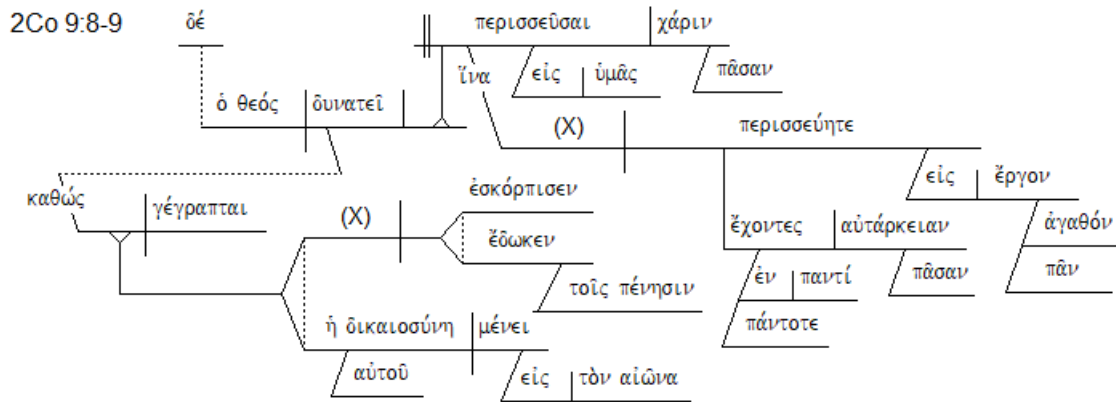 2Co 9:8-9
δέ
περισσεῦσαι χάριν
ἵνα
εἰς ὑμᾶς
πᾶσαν
ὁ θεός δυνατεῖ
(X) περισσεύητε
καθώς
γέγραπται
ἐσκόρπισεν
εἰς ἔργον
(X)
ἔδωκεν
ἔχοντες αὐτάρκειαν
ἀγαθόν
τοῖς πένησιν
ἐν παντί
πᾶσαν
πᾶν
ἡ δικαιοσύνη μένει
πάντοτε
αὐτοῦ
εἰς τὸν αἰῶνα